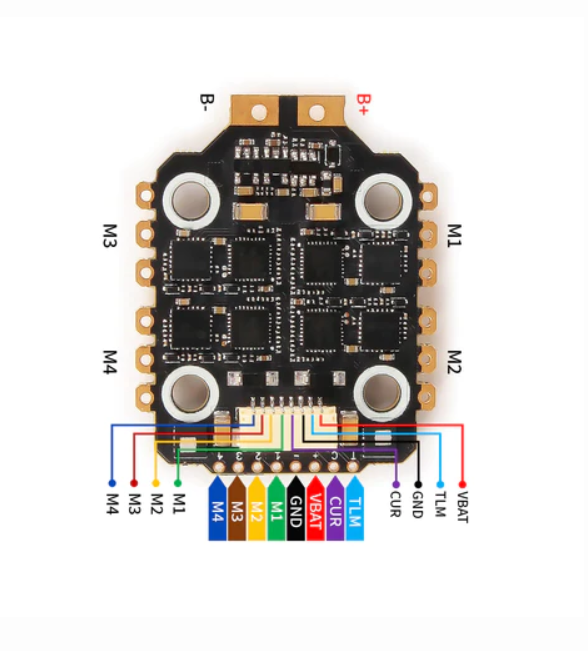 B-
B+
M3
M1
M4
M2
4 3 2 1 - + C T
M4
M3
M2
M1
CUR
GND
TLM
VBAT
M4
M3
M2
M1
GND
VBAT
CUR
TLM